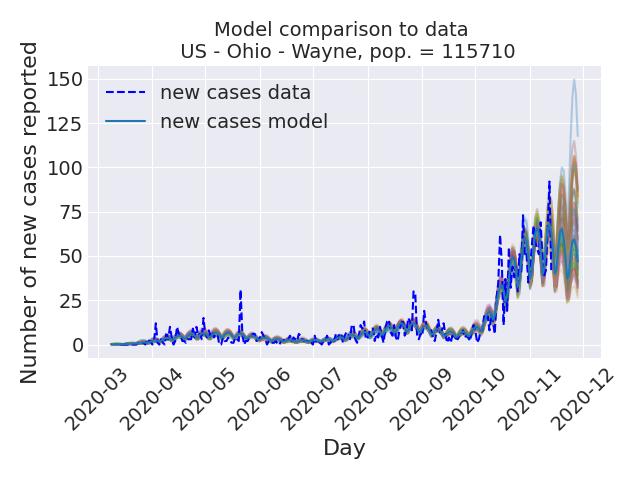 Model comparison to data
US - Ohio - Wayne, pop. = 115710
Number of new cases reported
150
125
100
75
50
25
0
new cases data
new cases model
2020-03
2020-04
2020-05
2020-06
2020-07
2020-08
2020-09
2020-10
2020-11
2020-12
Day